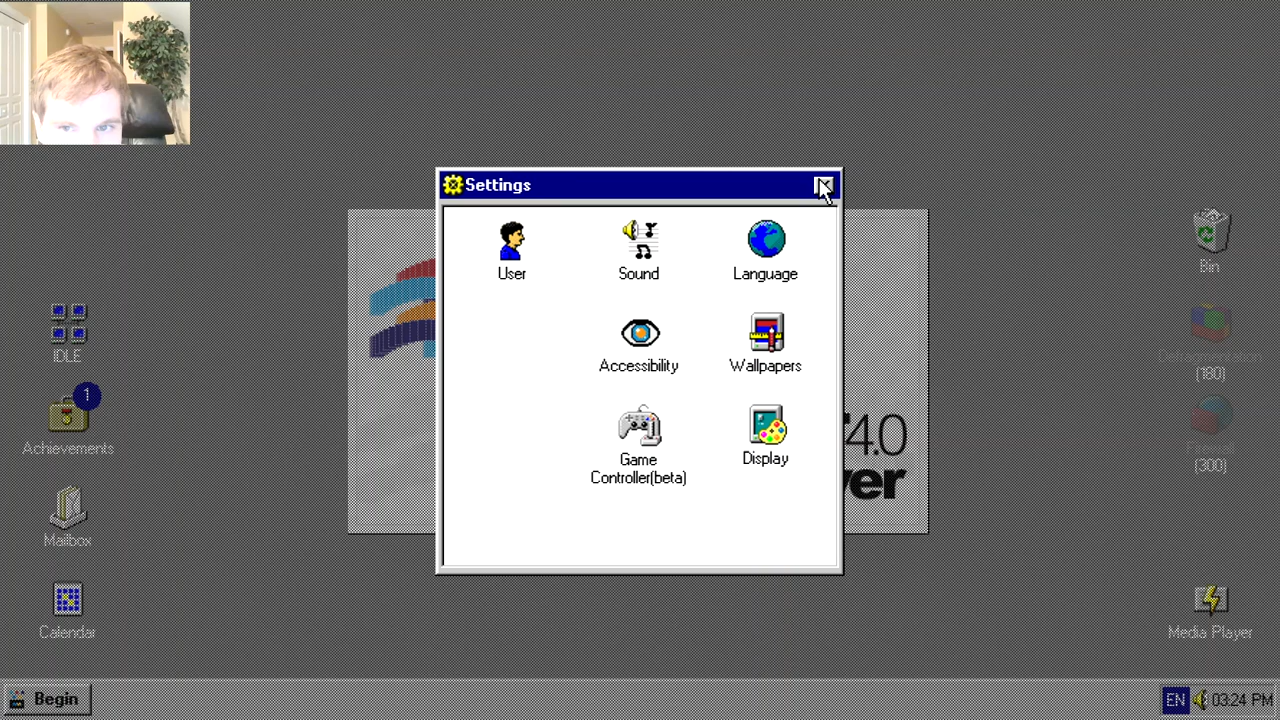 Settings
User
Sound
Language
Accessibility
Wallpapers
Game
Controller(beta)
Display
IDLE
1
Achievements
Mailbox
Calendar
Bin
(180)
(300)
Media Player
4.0
ver
Begin
EN
03:24 PM